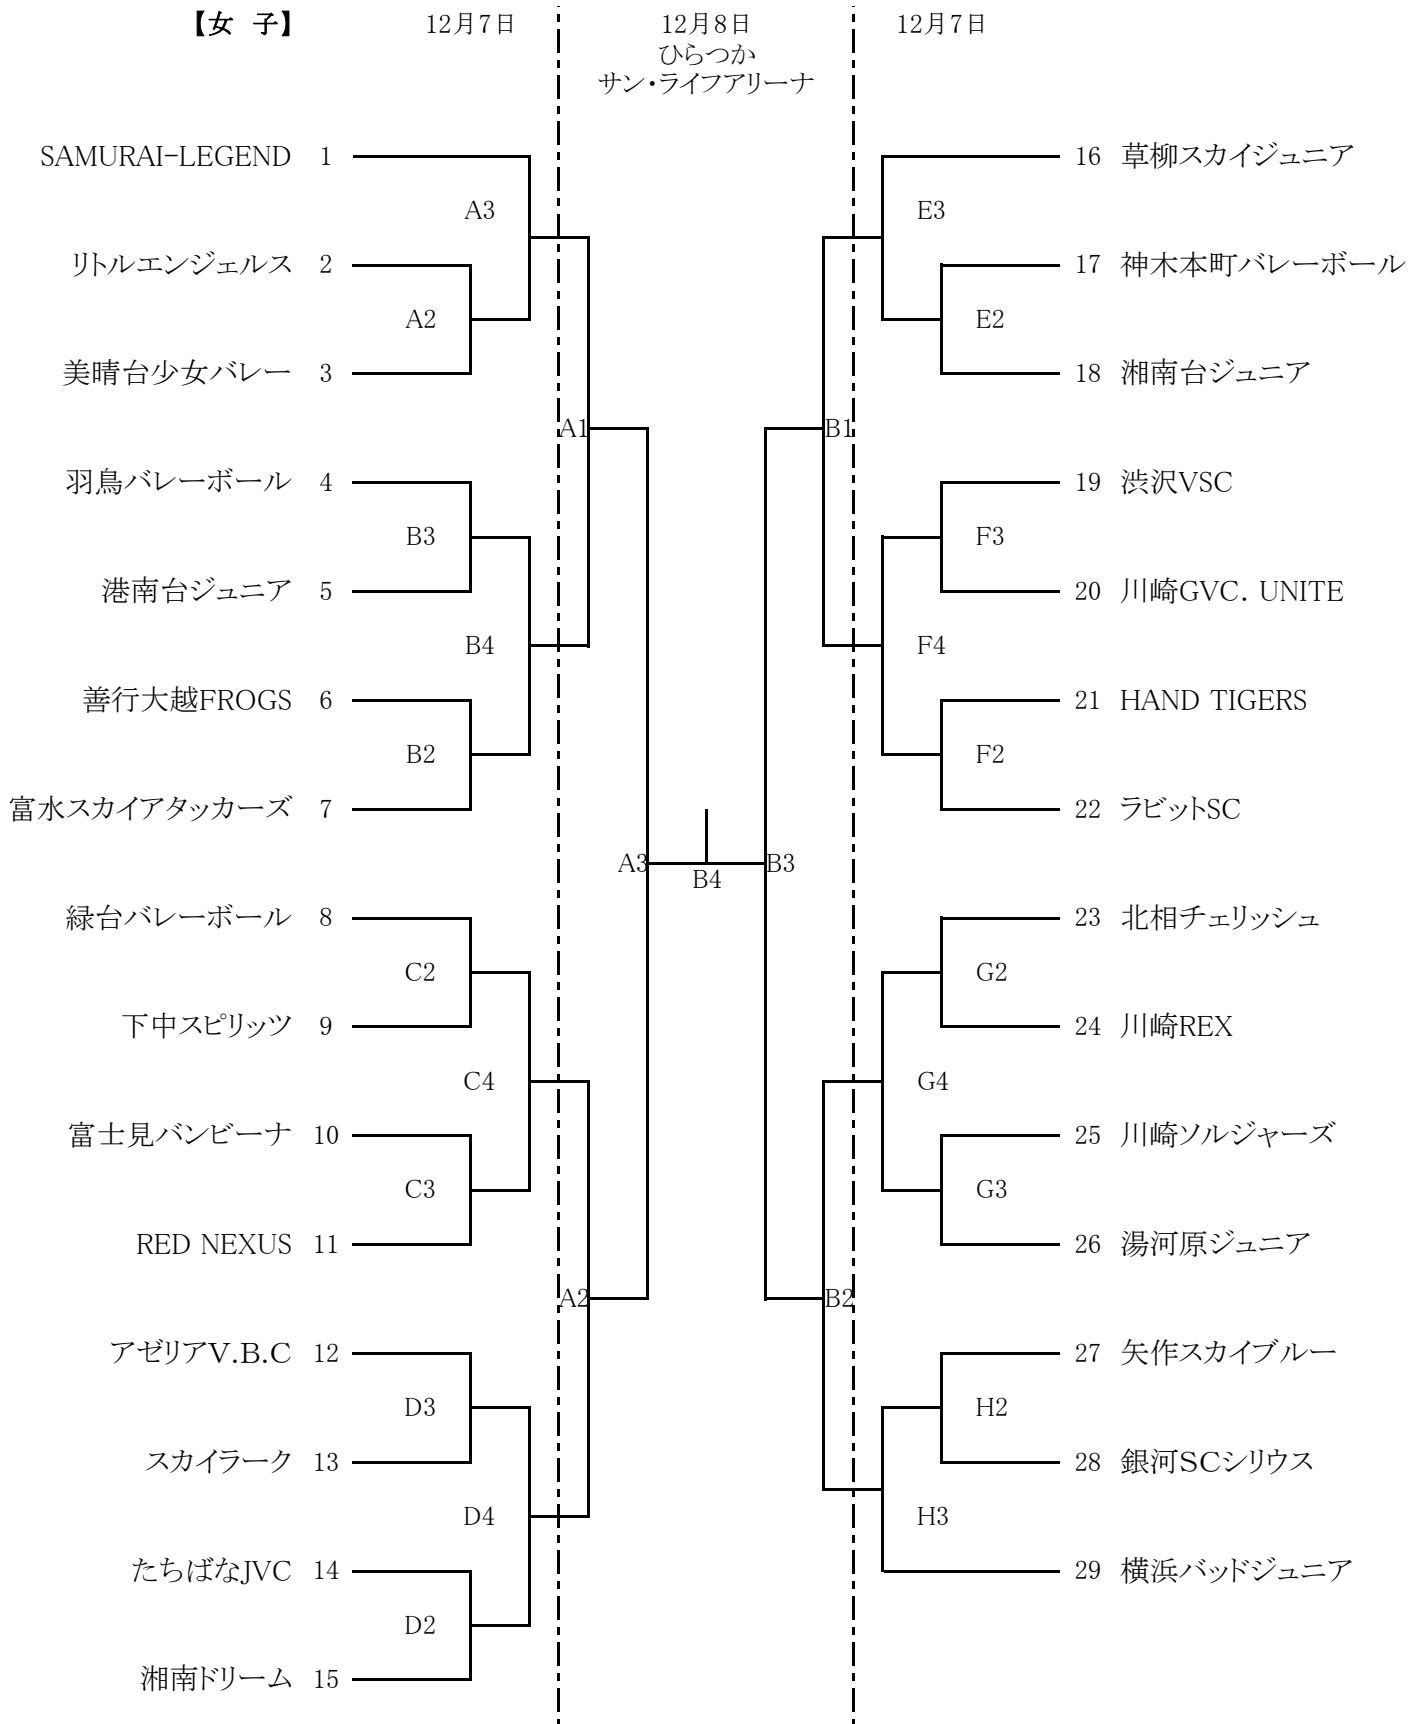 【女 子】 12月7日 12月8日 12月7日
ひらつか
サン・ライフアリーナ
SAMURAI-LEGEND 1 16 草柳スカイジュニア
A3 E3
リトルエンジェルス 2 17 神木本町バレーボール
A2 E2
美晴台少女バレー 3 18 湘南台ジュニア
A1 B1
羽鳥バレーボール 4 19 渋沢VSC
B3 F3
港南台ジュニア 5 20 川崎GVC. UNITE
B4 F4
善行大越FROGS 6 21 HAND TIGERS
B2 F2
富水スカイアタッカーズ 7 22 ラビットSC
A3 B3
B4
緑台バレーボール 8 23 北相チェリッシュ
C2 G2
下中スピリッツ 9 24 川崎REX
C4 G4
富士見バンビーナ 10 25 川崎ソルジャーズ
C3 G3
RED NEXUS 11 26 湯河原ジュニア
A2 B2
アゼリアV.B.C 12 27 矢作スカイブルー
D3 H2
スカイラーク 13 28 銀河SCシリウス
D4 H3
たちばなJVC 14 29 横浜バッドジュニア
D2
湘南ドリーム 15